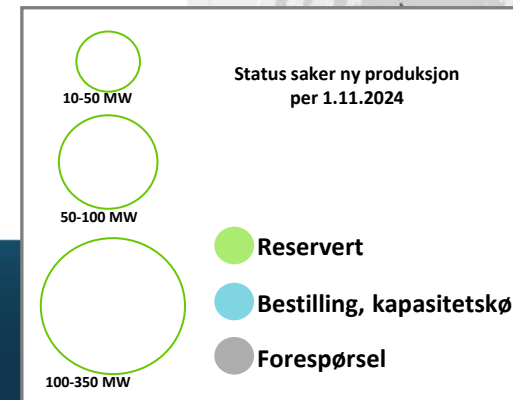 Status saker ny produksjon
per 1.11.2024
10-50 MW
50-100 MW
100-350 MW
Reservert
Bestilling, kapasitetskø
Forespørsel